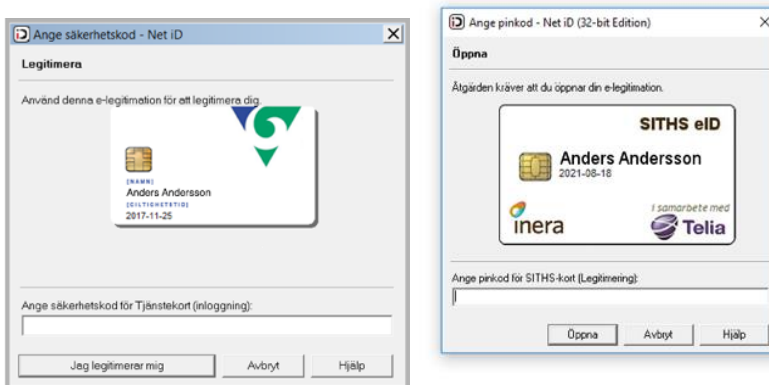 Ange säkerhetskod - Net iD
Legitimera
Använd denna e-legitimation för att legitimera dig.
[NAMN]
Anders Andersson
[GILTIGHETSTID]
2017-11-25
Ange säkerhetskod för Tjänstekort (inloggning):
Jag legitimerar mig
Avbryt
Hjälp
Ange pinkod - Net iD (32-bit Edition)
Öppna
Åtgärden kräver att du öppnar din e-legitimation.
SITHS eID
Anders Andersson
2021-08-18
inera
I samarbete med
Telia
Ange pinkod för SITHS-kort (Legitimering):
Öppna
Avbryt
Hjälp